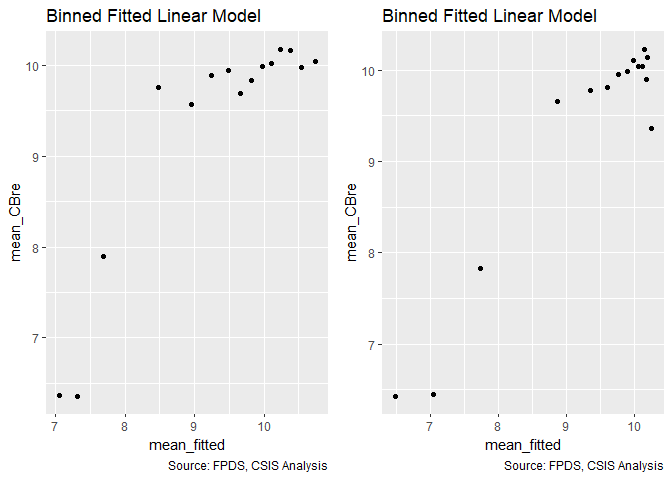 Binned Fitted Linear Model
10
9
8
7
mean_CBre
7
8
9
10
mean_fitted
Source: FPDS, CSIS Analysis
Binned Fitted Linear Model
10
9
8
7
mean_CBre
7
8
9
10
mean_fitted
Source: FPDS, CSIS Analysis